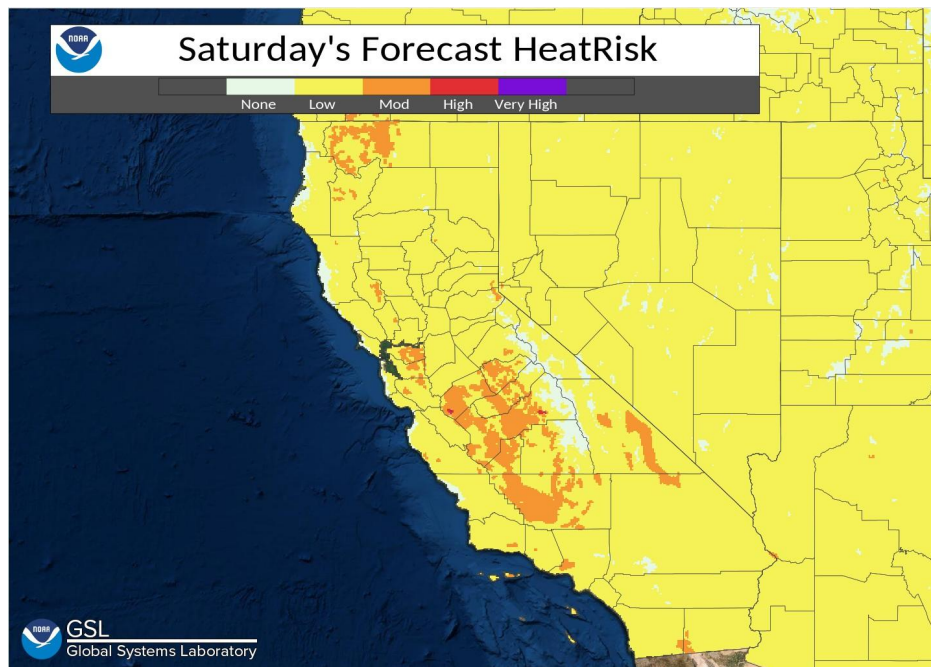 NOAA
Saturday's Forecast HeatRisk
None Low Mod High Very High
NOAA
GSL
Global Systems Laboratory